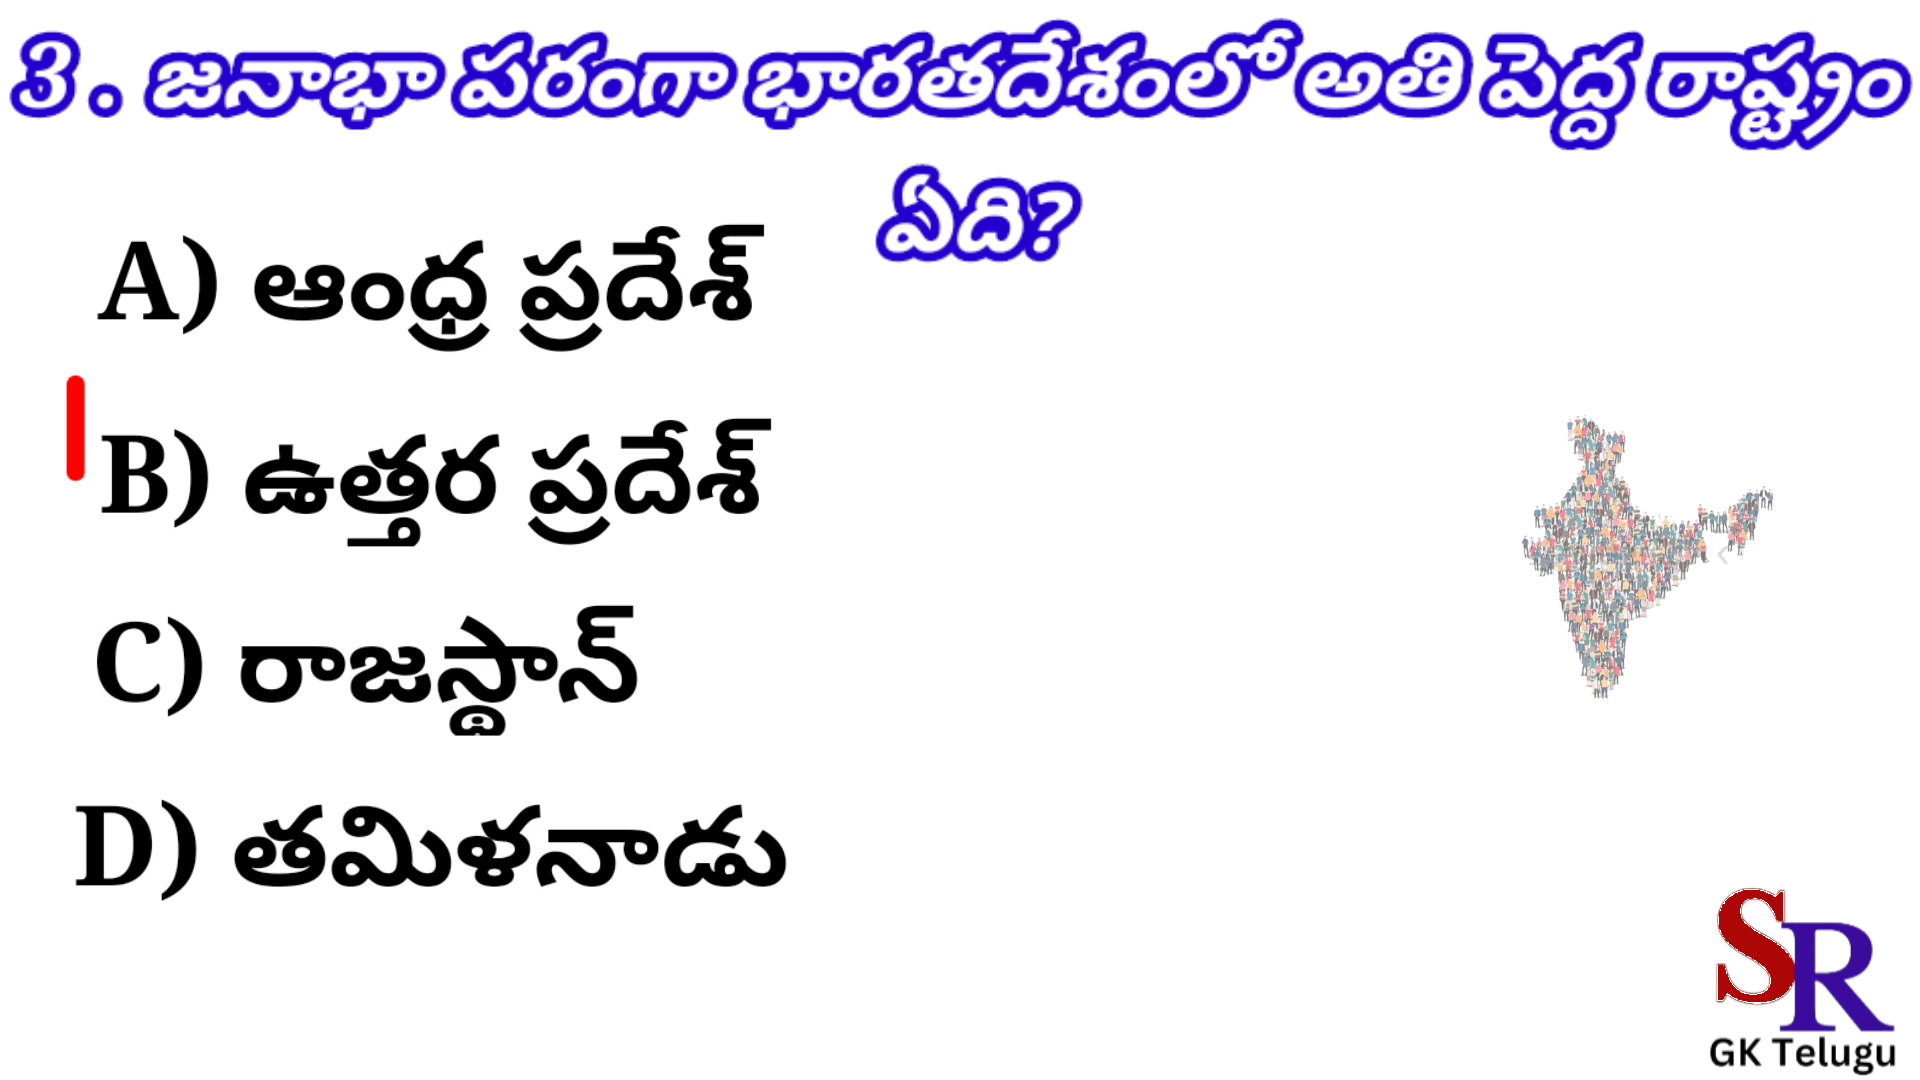 3 . జనాభా పరంగా భారతదేశంలో అతి పెద్ద రాష్ట్రం
ఏది?
A) ఆంధ్ర ప్రదేశ్
B) ఉత్తర ప్రదేశ్
C) రాజస్థాన్
D) తమిళనాడు
SR
GK Telugu